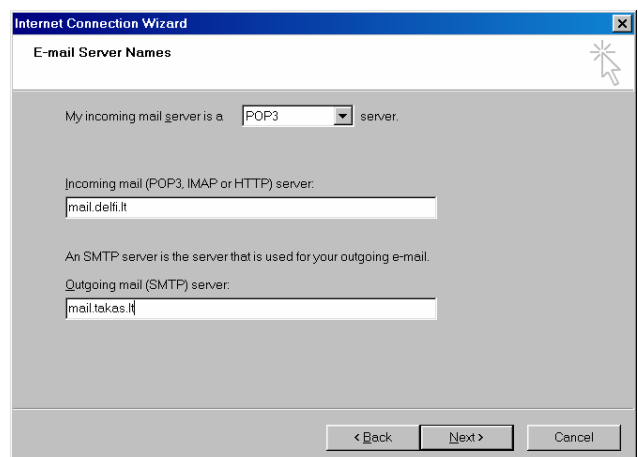 Internet Connection Wizard
E-mail Server Names
My incoming mail server is a POP3 server.
Incoming mail (POP3, IMAP or HTTP) server:
mail.delfi.lt
An SMTP server is the server that is used for your outgoing e-mail.
Outgoing mail (SMTP) server:
mail.takas.lt
< Back Next > Cancel